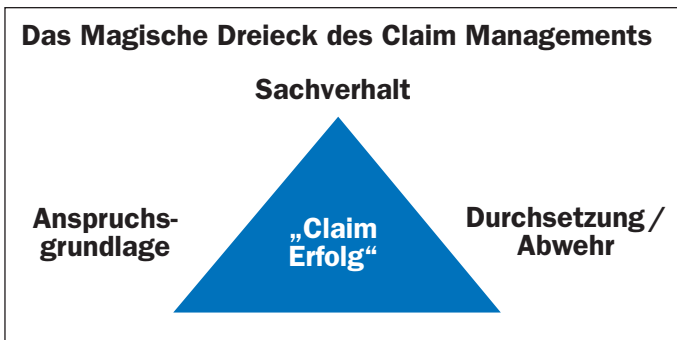 Das Magische Dreieck des Claim Managements
Sachverhalt
Anspruchs-
grundlage
„Claim
Erfolg“
Durchsetzung /
Abwehr